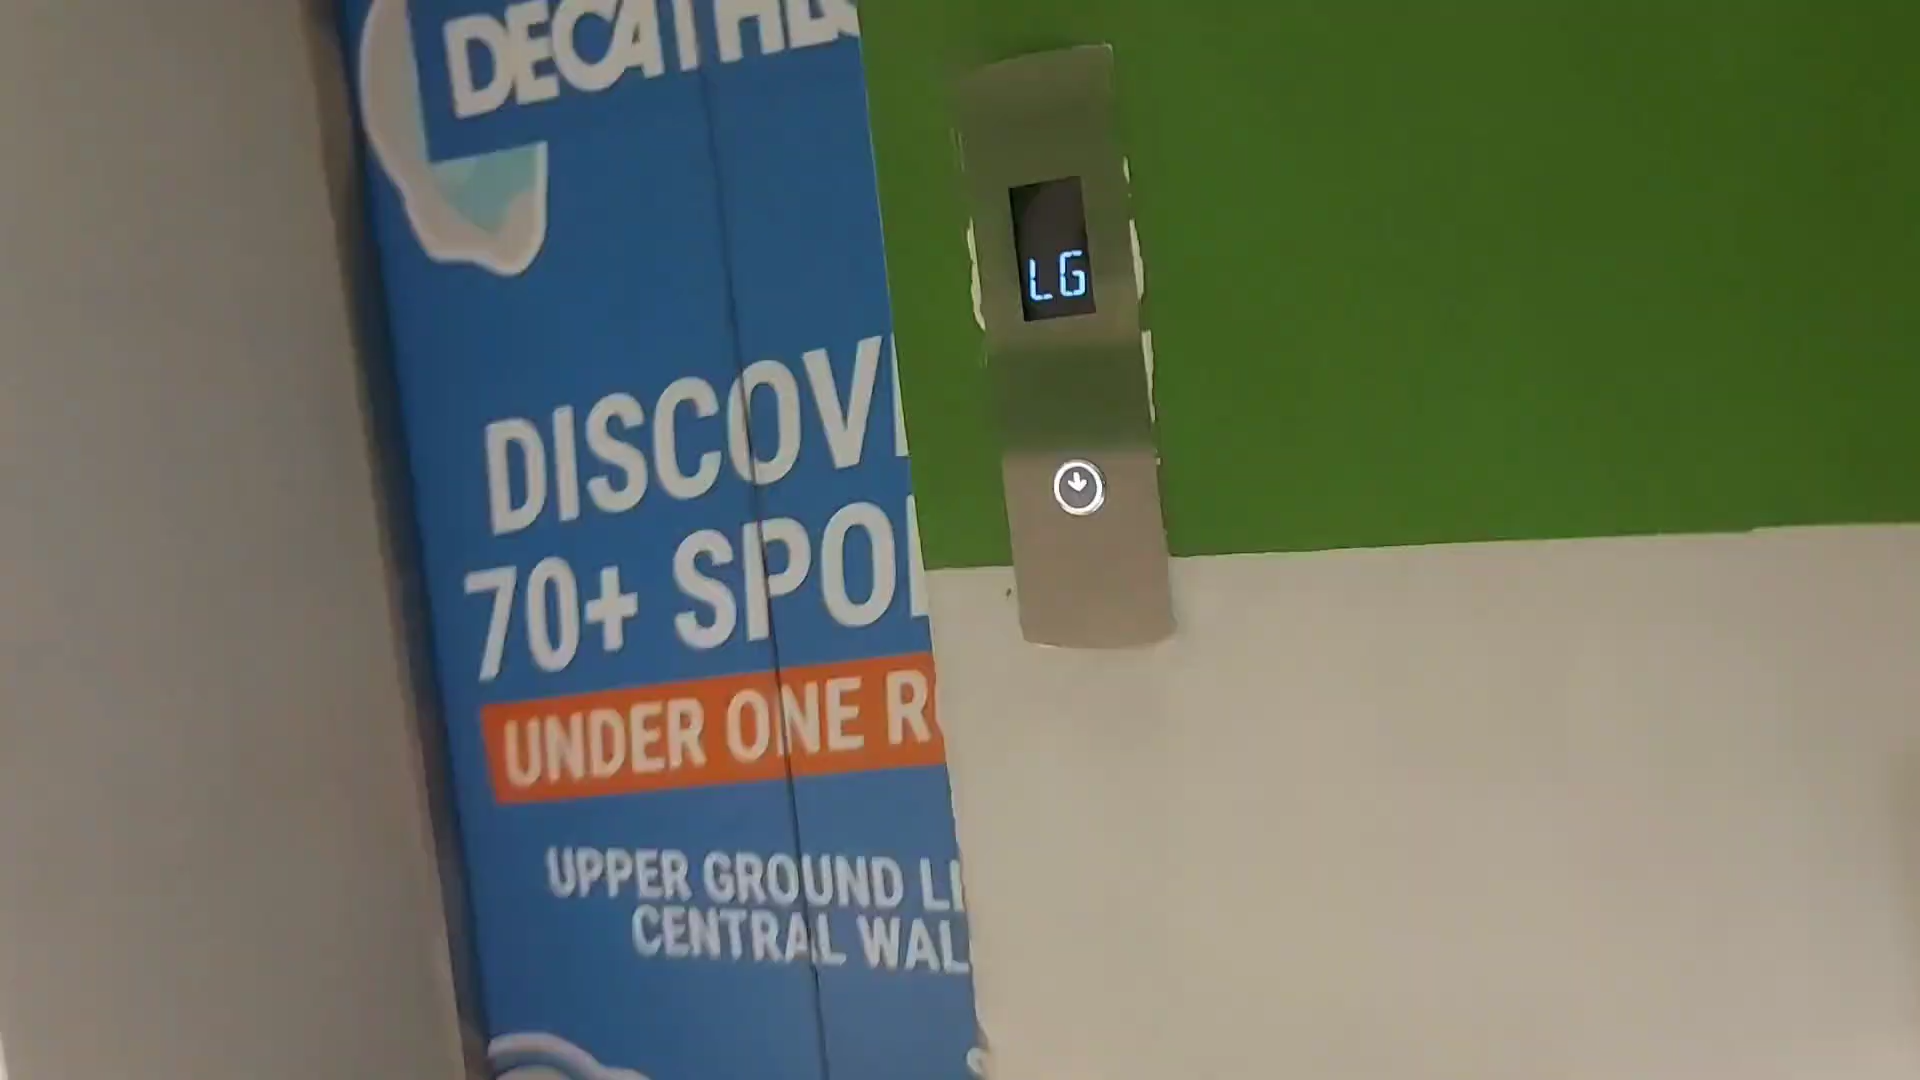 DECATHL
DISCOV
70+ SPO
UNDER ONE R
UPPER GROUND L
CENTRAL WAL
LG